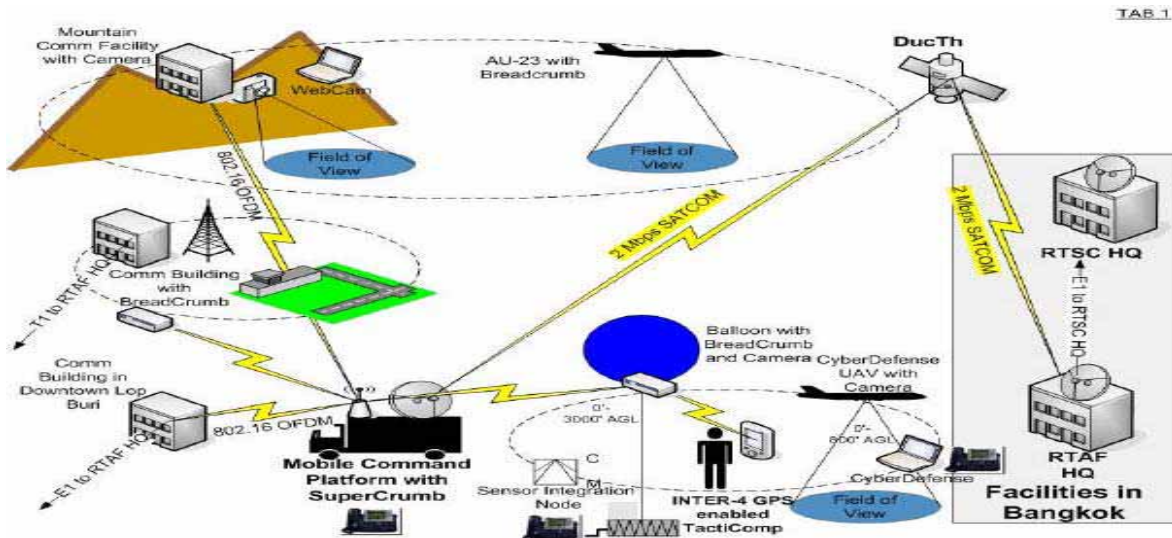 TAB 1
Mountain
Comm Facility
with Camera
WebCam
Field of
View
AU-23 with
Breadcrumb
Field of
View
DucTh
802.16 OFDM
2 Mbps SATCOM
2 Mbps SATCOM
RTSC HQ
E1 to RTSC HQ
RTAF
HQ
Facilities in
Bangkok
Comm Building
with
BreadCrumb
T1 to RTAF HQ
Comm
Building in
Downtown Lop
Buri
E1 to RTAF HQ
802.16 OFDM
Mobile Command
Platform with
SuperCrumb
Balloon with
BreadCrumb
and Camera
0'-
3000' AGL
CyberDefense
UAV with
Camera
0'-
800' AGL
CyberDefense
Field of
View
C
M
Sensor Integration
Node
INTER-4 GPS
enabled
TactiComp